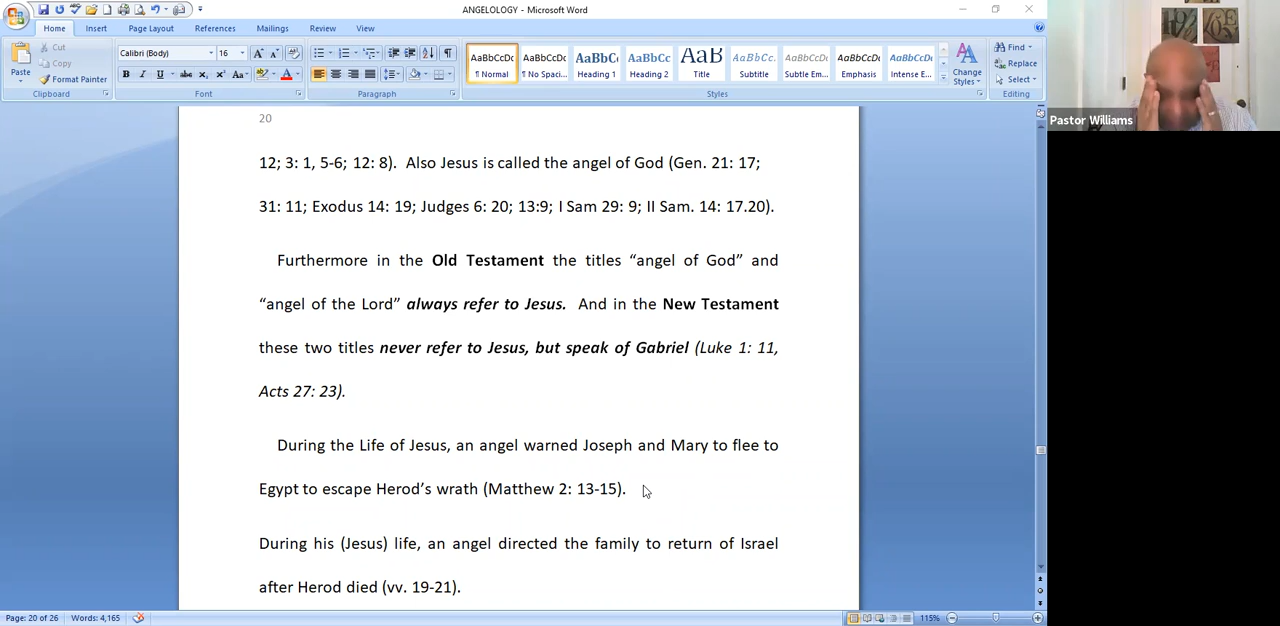 ANGELOLOGY - Microsoft Word
Home Insert Page Layout References Mailings Review View
Paste
Cut
Copy
Format Painter
Clipboard
Calibri (Body) 16
Font
Paragraph
AaBbCcDc AaBbCcDc AaBbC AaBbCc AaB AaBbCc. AaBbCcDc AaBbCcDc AaBbCcDc
¶ Normal ¶ No Spaci... Heading 1 Heading 2 Title Subtitle Subtle Em... Emphasis Intense E...
Change Styles
Styles
Find
Replace
Select
Editing
Pastor Williams
20
12; 3: 1, 5-6; 12: 8). Also Jesus is called the angel of God (Gen. 21: 17;
31: 11; Exodus 14: 19; Judges 6: 20; 13:9; I Sam 29: 9; II Sam. 14: 17.20).
Furthermore in the Old Testament the titles “angel of God” and
“angel of the Lord” always refer to Jesus. And in the New Testament
these two titles never refer to Jesus, but speak of Gabriel (Luke 1: 11,
Acts 27: 23).
During the Life of Jesus, an angel warned Joseph and Mary to flee to
Egypt to escape Herod’s wrath (Matthew 2: 13-15).
During his (Jesus) life, an angel directed the family to return of Israel
after Herod died (vv. 19-21).
Page: 20 of 26 Words: 4,165 115%